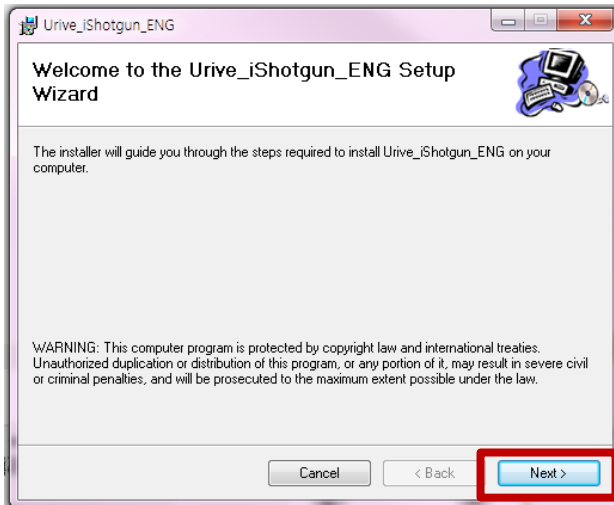 Urive_iShotgun_ENG
Welcome to the Urive_iShotgun_ENG Setup
Wizard
The installer will guide you through the steps required to install Urive_iShotgun_ENG on your
computer.
WARNING: This computer program is protected by copyright law and international treaties.
Unauthorized duplication or distribution of this program, or any portion of it, may result in severe civil
or criminal penalties, and will be prosecuted to the maximum extent possible under the law.
Cancel
< Back
Next >